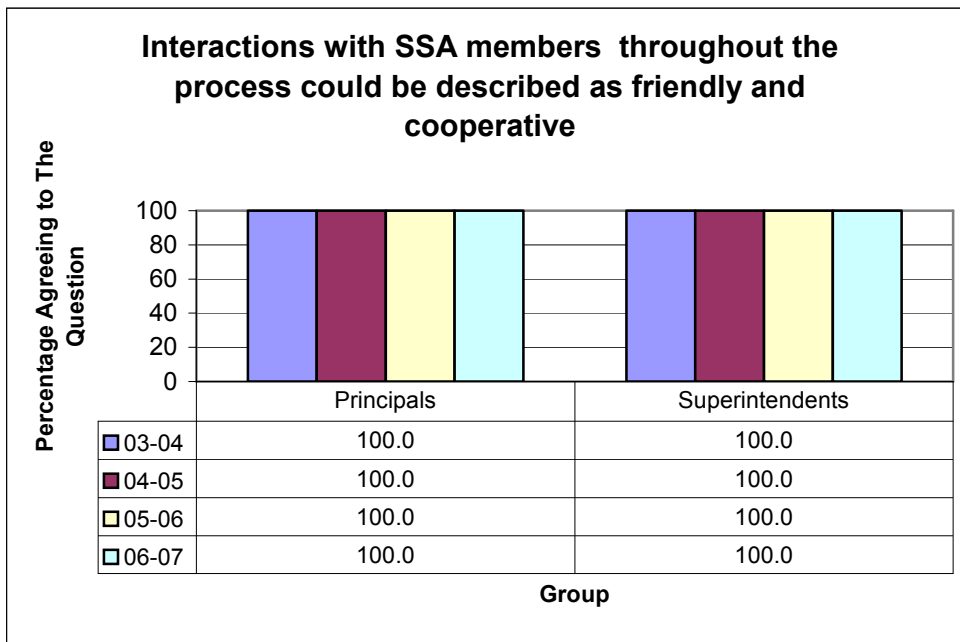 Interactions with SSA members  throughout the
process could be described as friendly and
cooperative
Percentage Agreeing to The
Question
100
80
60
40
20
0
Principals Superintendents
03-04 100.0 100.0
04-05 100.0 100.0
05-06 100.0 100.0
06-07 100.0 100.0
Group